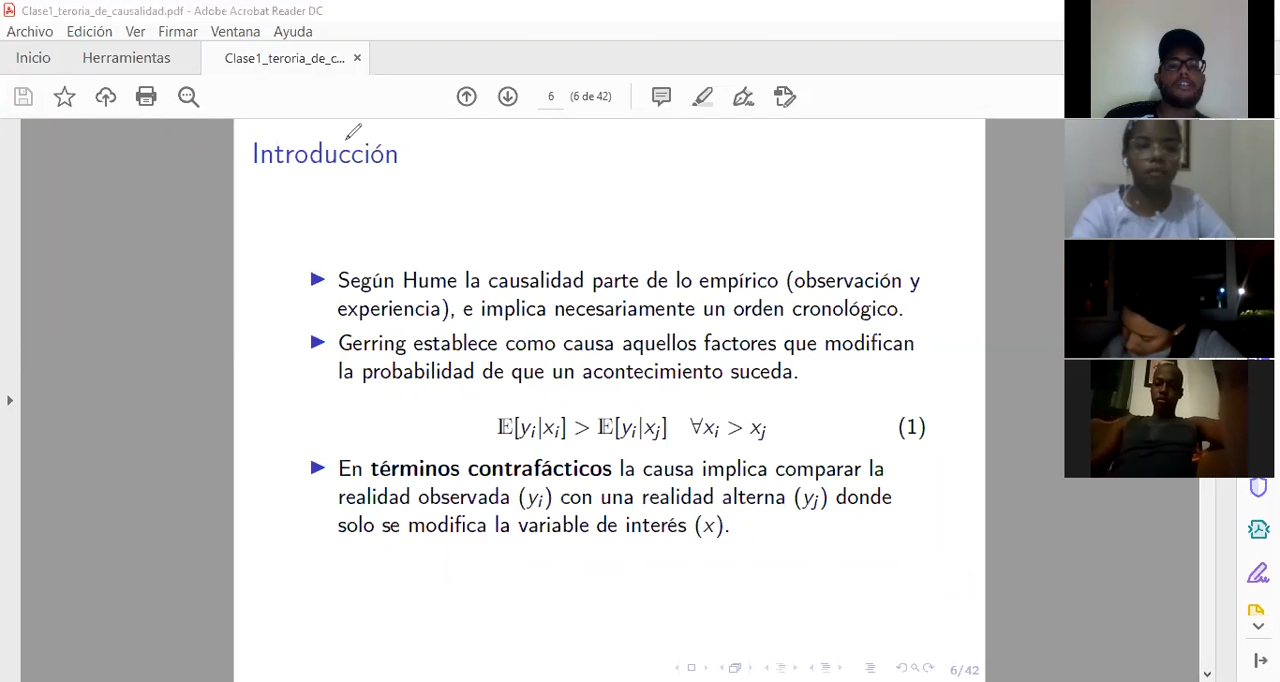 Clase1_teroria_de_causalidad.pdf - Adobe Acrobat Reader DC
Archivo Edición Ver Firmar Ventana Ayuda
Inicio Herramientas Clase1_teroria_de_c... ×
6 (6 de 42)
Introducción
Según Hume la causalidad parte de lo empírico (observación y
experiencia), e implica necesariamente un orden cronológico.
Gerring establece como causa aquellos factores que modifican
la probabilidad de que un acontecimiento suceda.
𝔼[yᵢ|xᵢ] > 𝔼[yᵢ|xⱼ] ∀xᵢ > xⱼ (1)
En términos contrafácticos la causa implica comparar la
realidad observada (yᵢ) con una realidad alterna (yⱼ) donde
solo se modifica la variable de interés (x).
6/42